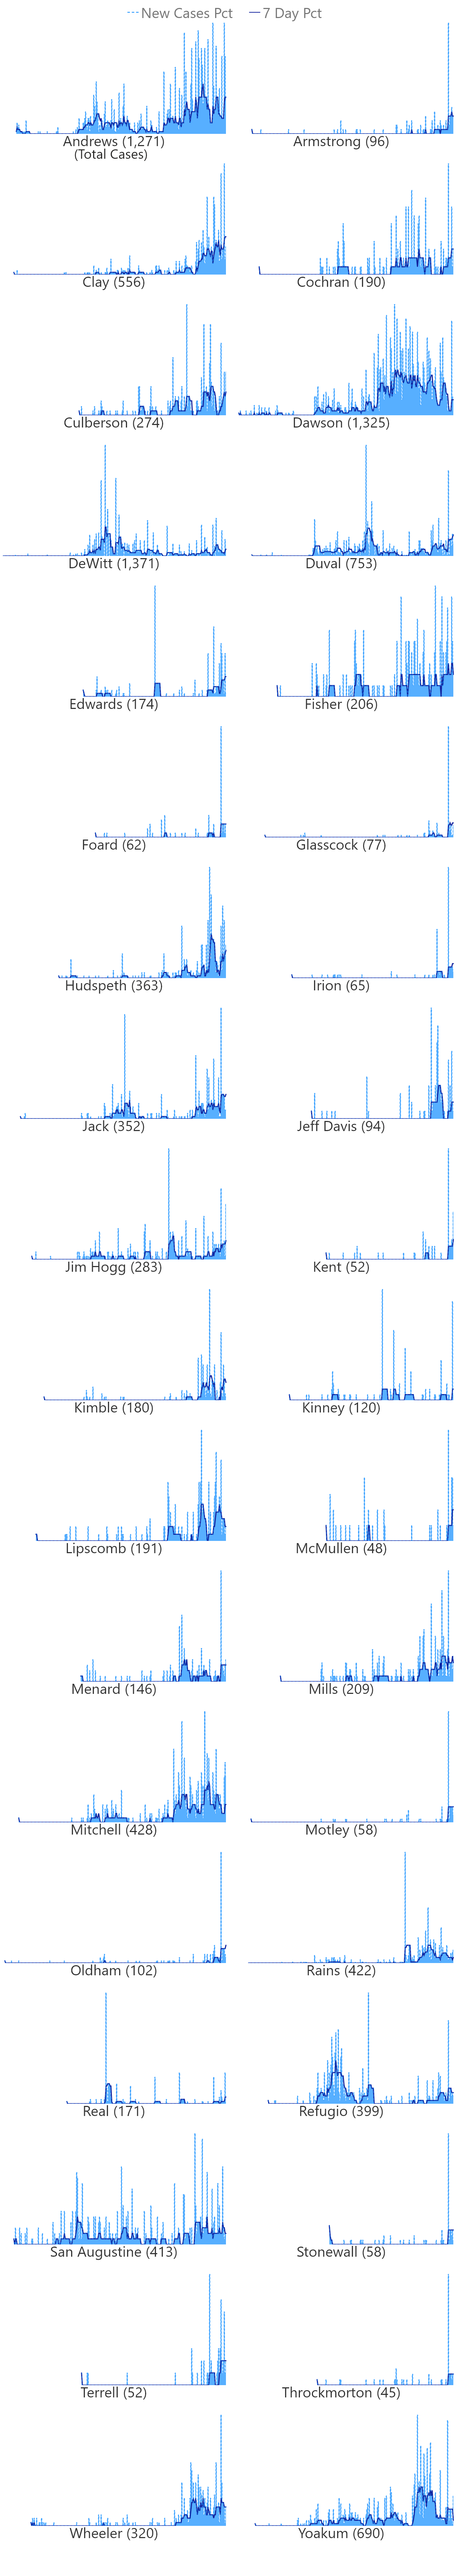 New Cases Pct 7 Day Pct
Andrews (1,271) Armstrong (96)
(Total Cases)
Clay (556) Cochran (190)
Culberson (274) Dawson (1,325)
DeWitt (1,371) Duval (753)
Edwards (174) Fisher (206)
Foard (62) Glasscock (77)
Hudspeth (363) Irion (65)
Jack (352) Jeff Davis (94)
Jim Hogg (283) Kent (52)
Kimble (180) Kinney (120)
Lipscomb (191) McMullen (48)
Menard (146) Mills (209)
Mitchell (428) Motley (58)
Oldham (102) Rains (422)
Real (171) Refugio (399)
San Augustine (413) Stonewall (58)
Terrell (52) Throckmorton (45)
Wheeler (320) Yoakum (690)